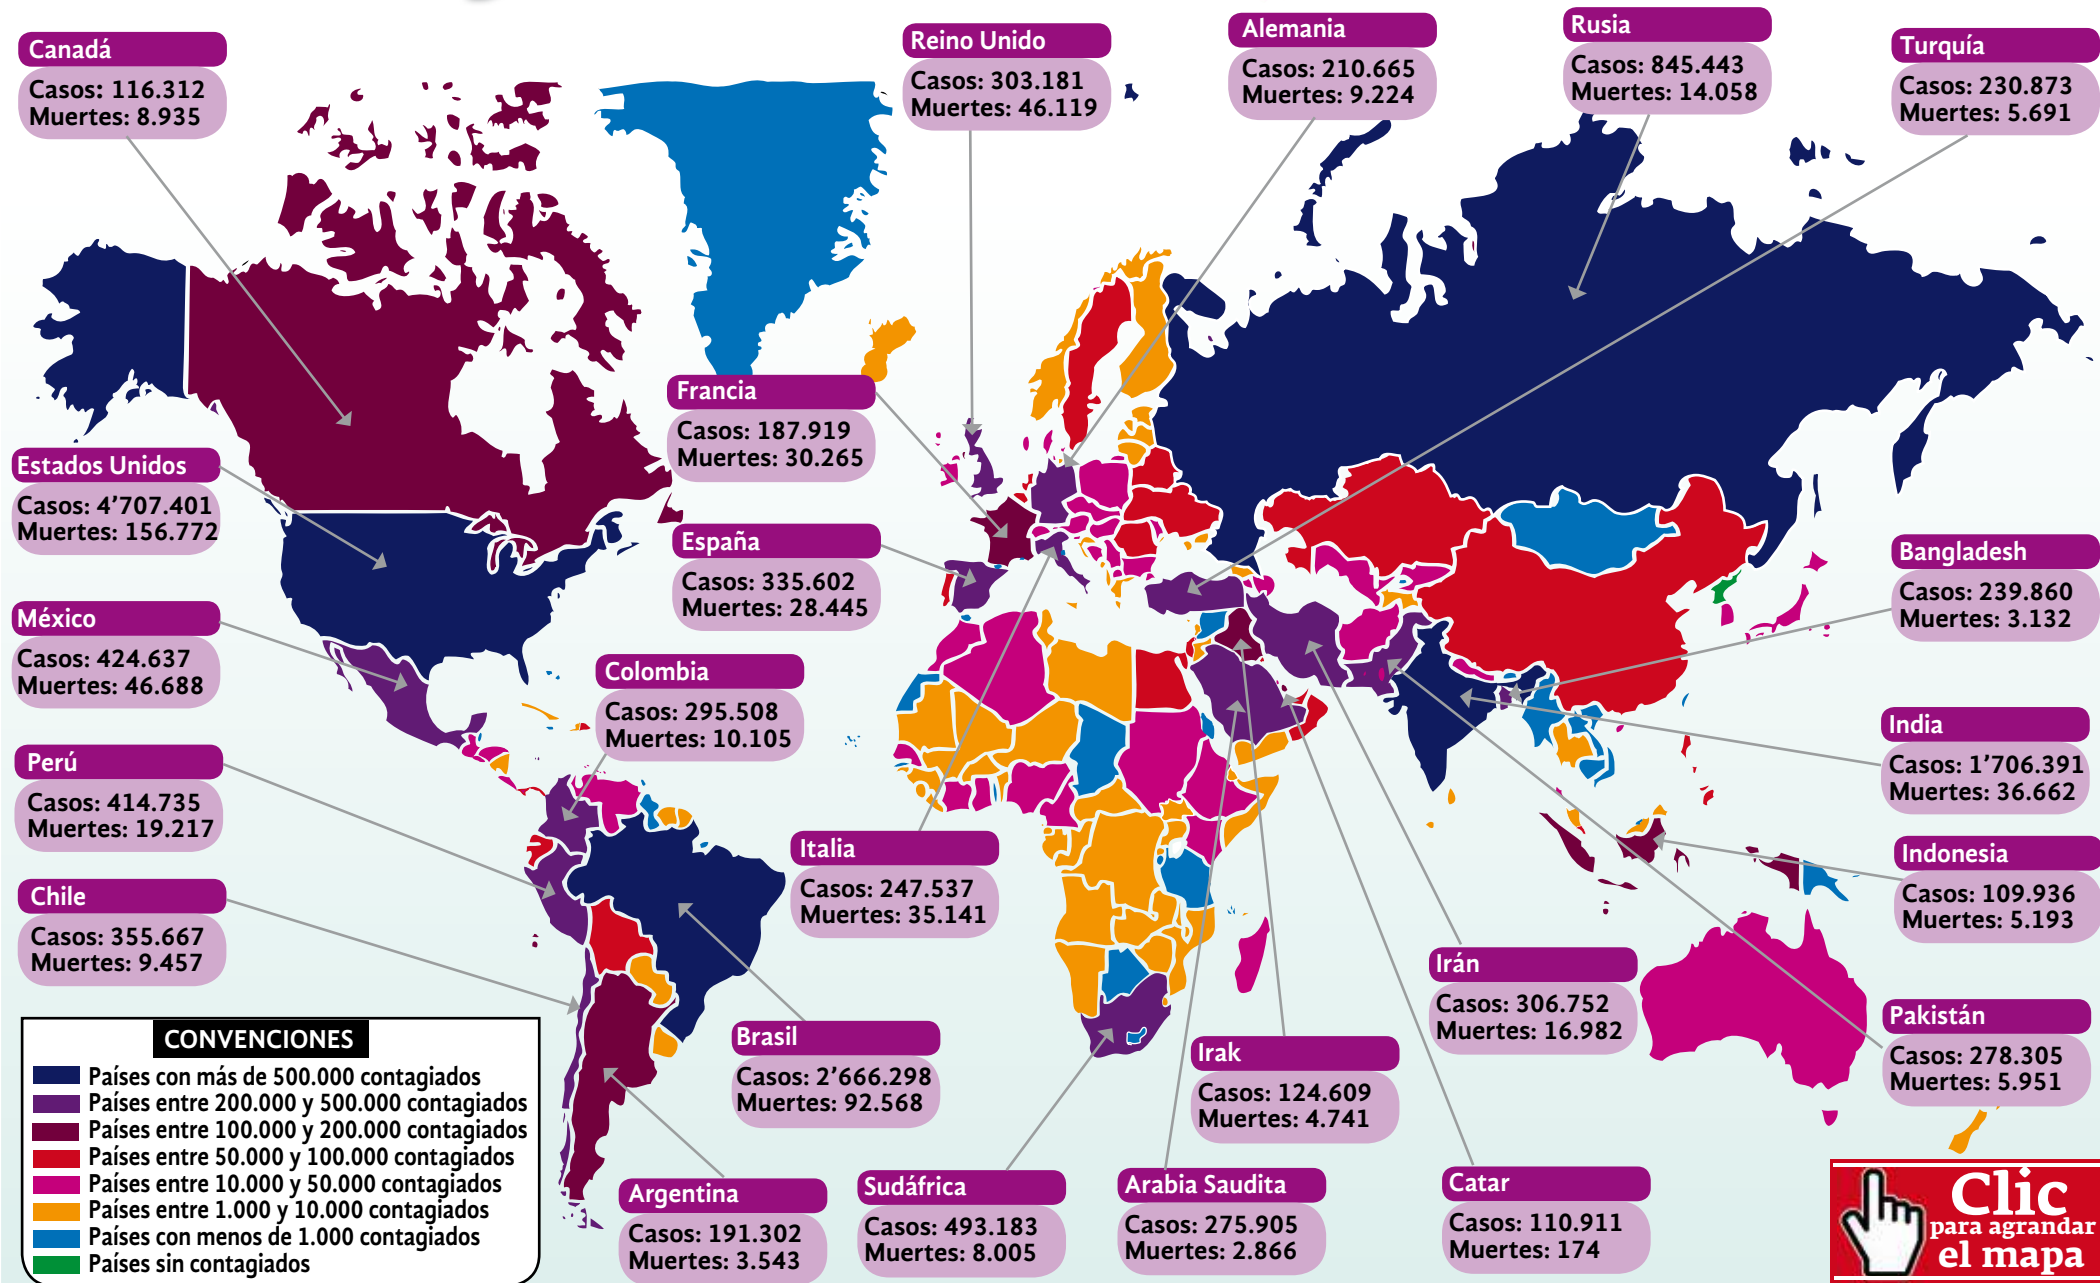 Canadá
Casos: 116.312
Muertes: 8.935
Reino Unido
Casos: 303.181
Muertes: 46.119
Alemania
Casos: 210.665
Muertes: 9.224
Rusia
Casos: 845.443
Muertes: 14.058
Turquía
Casos: 230.873
Muertes: 5.691
Francia
Casos: 187.919
Muertes: 30.265
Estados Unidos
Casos: 4'707.401
Muertes: 156.772
España
Casos: 335.602
Muertes: 28.445
Bangladesh
Casos: 239.860
Muertes: 3.132
México
Casos: 424.637
Muertes: 46.688
Colombia
Casos: 295.508
Muertes: 10.105
India
Casos: 1'706.391
Muertes: 36.662
Perú
Casos: 414.735
Muertes: 19.217
Italia
Casos: 247.537
Muertes: 35.141
Indonesia
Casos: 109.936
Muertes: 5.193
Chile
Casos: 355.667
Muertes: 9.457
Irán
Casos: 306.752
Muertes: 16.982
Pakistán
Casos: 278.305
Muertes: 5.951
Brasil
Casos: 2'666.298
Muertes: 92.568
Irak
Casos: 124.609
Muertes: 4.741
Argentina
Casos: 191.302
Muertes: 3.543
Sudáfrica
Casos: 493.183
Muertes: 8.005
Arabia Saudita
Casos: 275.905
Muertes: 2.866
Catar
Casos: 110.911
Muertes: 174
CONVENCIONES
Países con más de 500.000 contagiados
Países entre 200.000 y 500.000 contagiados
Países entre 100.000 y 200.000 contagiados
Países entre 50.000 y 100.000 contagiados
Países entre 10.000 y 50.000 contagiados
Países entre 1.000 y 10.000 contagiados
Países con menos de 1.000 contagiados
Países sin contagiados
Clic
para agrandar
el mapa